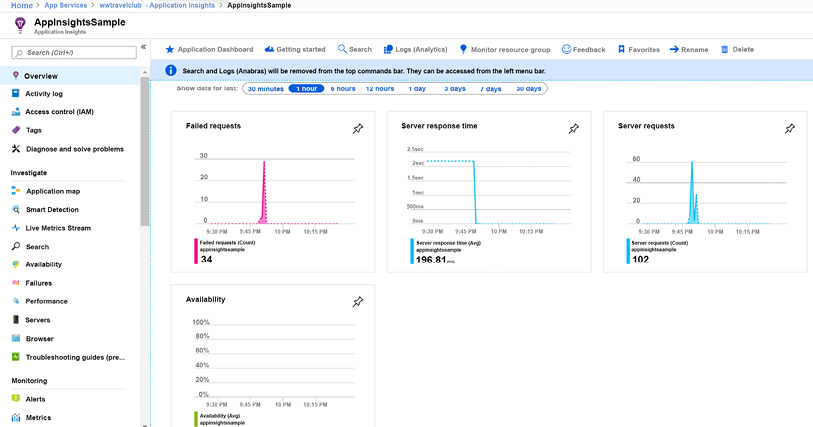 Home > App Services > wwtravelclub - Application Insights > AppInsightsSample
AppInsightsSample
Application Insights
Search (Ctrl+/)
«
Overview
Activity log
Access control (IAM)
Tags
Diagnose and solve problems
Investigate
Application map
Smart Detection
Live Metrics Stream
Search
Availability
Failures
Performance
Servers
Browser
Troubleshooting guides (pre...
Monitoring
Alerts
Metrics
Application Dashboard Getting started Search Logs (Analytics) Monitor resource group Feedback Favorites Rename Delete
Search and Logs (Anabras) will be removed from the top commands bar. They can be accessed from the left menu bar.
Show data for last: 30 minutes 1 hour 6 hours 12 hours 1 day 3 days 7 days 30 days
Failed requests
30
20
10
0
9:30 PM 9:45 PM 10 PM 10:15 PM
Failed requests (Count)
appinsightssample
34
Server response time
2.5sec
2sec
1.5sec
1sec
500ms
0ms
9:30 PM 9:45 PM 10 PM 10:15 PM
Server response time (Avg)
appinsightssample
196.81ms
Server requests
60
40
20
0
9:30 PM 9:45 PM 10 PM 10:15 PM
Server requests (Count)
appinsightssample
102
Availability
100%
80%
60%
40%
20%
0%
9:30 PM 9:45 PM 10 PM 10:15 PM
Availability (Avg)
appinsightssample